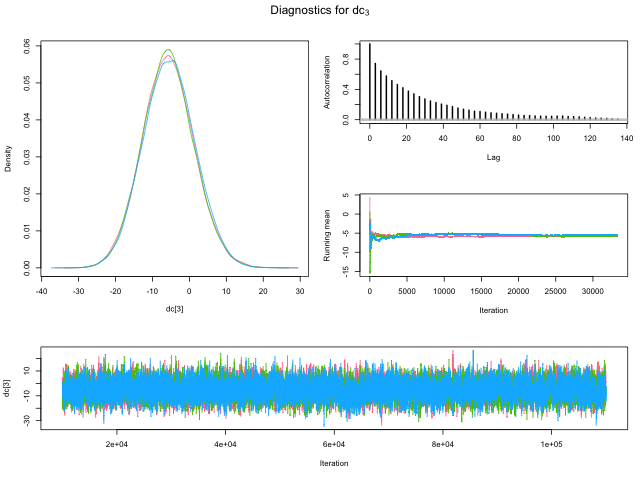 Diagnostics for dc₃
Density
0.00 0.01 0.02 0.03 0.04 0.05 0.06
-40 -30 -20 -10 0 10 20 30
dc[3]
Autocorrelation
0.0 0.4 0.8
0 20 40 60 80 100 120 140
Lag
Running mean
-15 -10 -5 0 5
0 5000 10000 15000 20000 25000 30000
Iteration
dc[3]
-30 -10 10
2e+04 4e+04 6e+04 8e+04 1e+05
Iteration